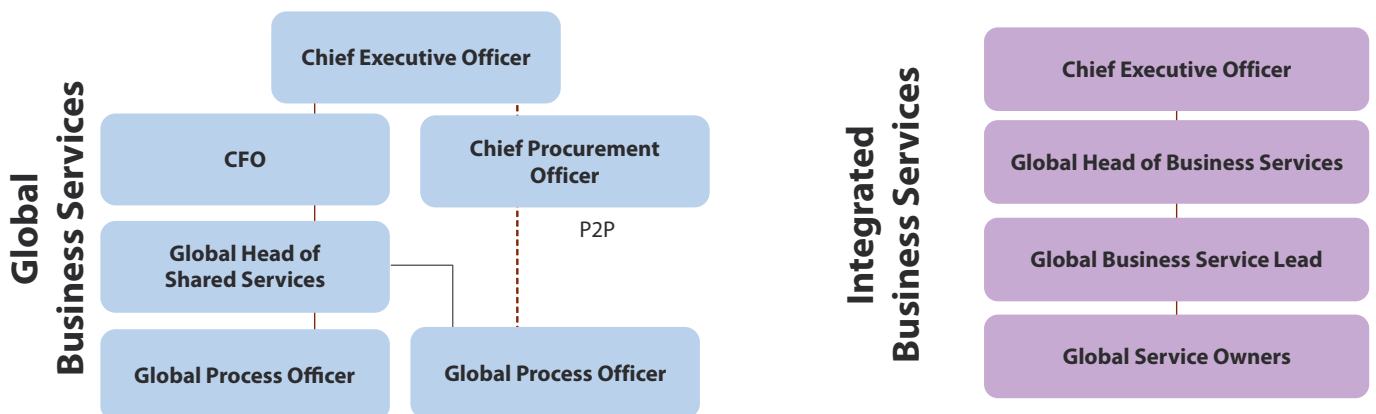 Global
Business Services
Chief Executive Officer
CFO
Chief Procurement
Officer
P2P
Global Head of
Shared Services
Global Process Officer
Global Process Officer
Integrated
Business Services
Chief Executive Officer
Global Head of Business Services
Global Business Service Lead
Global Service Owners